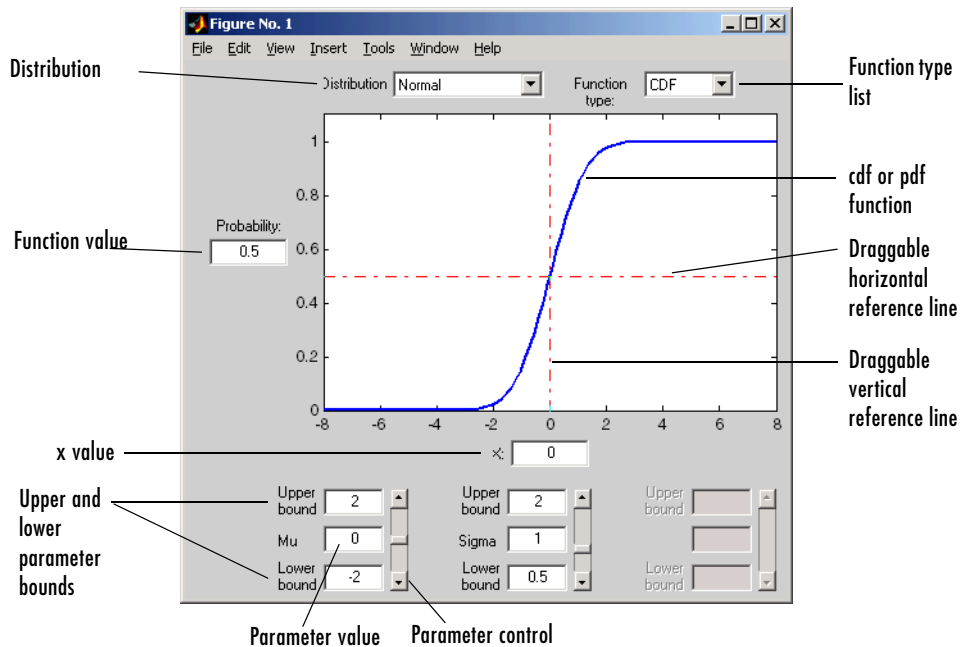 Figure No. 1
File Edit View Insert Tools Window Help
Distribution
Distribution Normal
Function type:
CDF
Function type list
1
0.8
0.6
0.4
0.2
0
cdf or pdf function
Probability:
0.5
Function value
Draggable horizontal reference line
Draggable vertical reference line
-8 -6 -4 -2 0 2 4 6 8
x value
x: 0
Upper and lower parameter bounds
Upper bound 2
Mu 0
Lower bound -2
Upper bound 2
Sigma 1
Lower bound 0.5
Upper bound
Lower bound
Parameter value
Parameter control